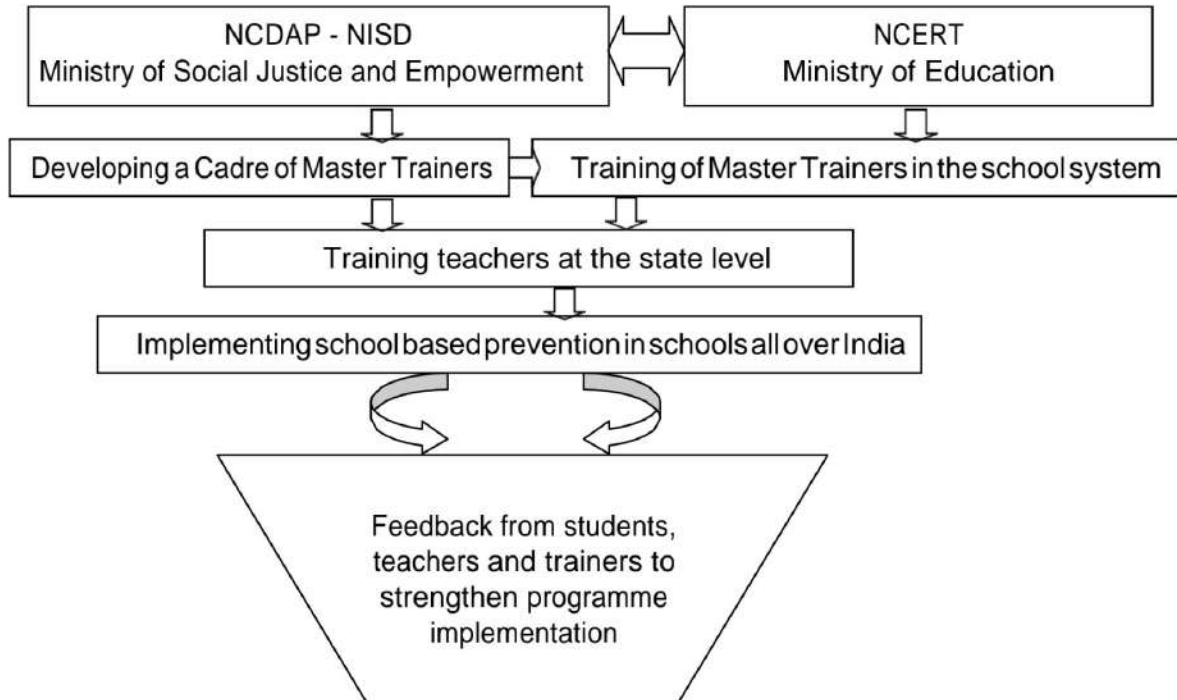 NCDAP - NISD
Ministry of Social Justice and Empowerment
NCERT
Ministry of Education
Developing a Cadre of Master Trainers
Training of Master Trainers in the school system
Training teachers at the state level
Implementing school based prevention in schools all over India
Feedback from students,
teachers and trainers to
strengthen programme
implementation